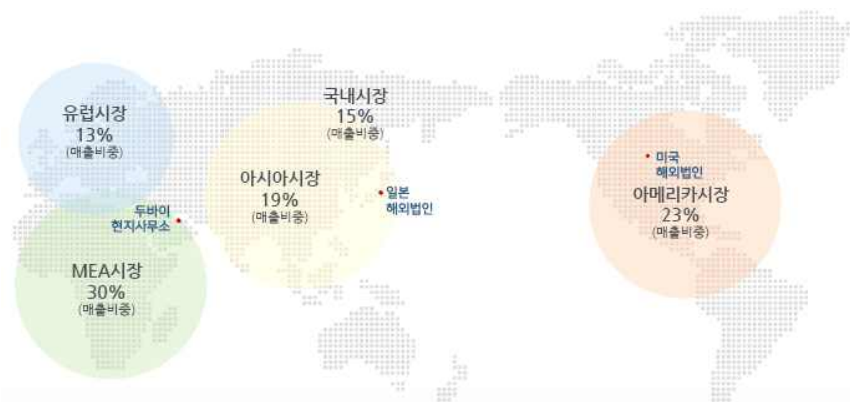 유럽시장
13%
(매출비중)
국내시장
15%
(매출비중)
아시아시장
19%
(매출비중)
일본
해외법인
두바이
현지사무소
MEA시장
30%
(매출비중)
미국
해외법인
아메리카시장
23%
(매출비중)